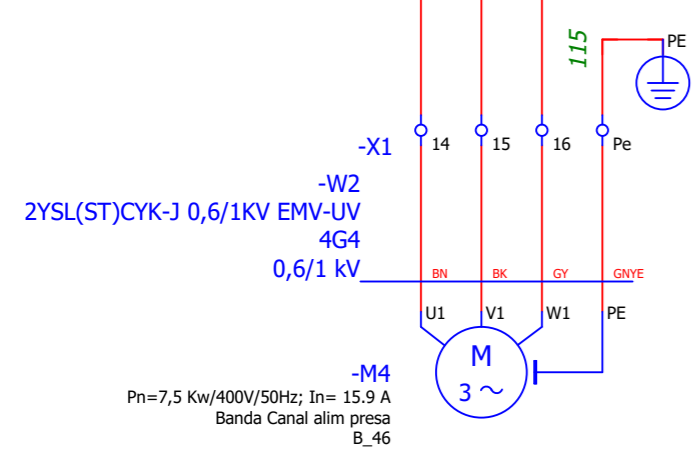 115
PE
-X1
14
15
16
Pe
-W2
2YSL(ST)CYK-J 0,6/1KV EMV-UV
4G4
0,6/1 kV
BN
BK
GY
GNYE
U1
V1
W1
PE
M
3 ~
-M4
Pn=7,5 Kw/400V/50Hz; In= 15.9 A
Banda Canal alim presa
B_46